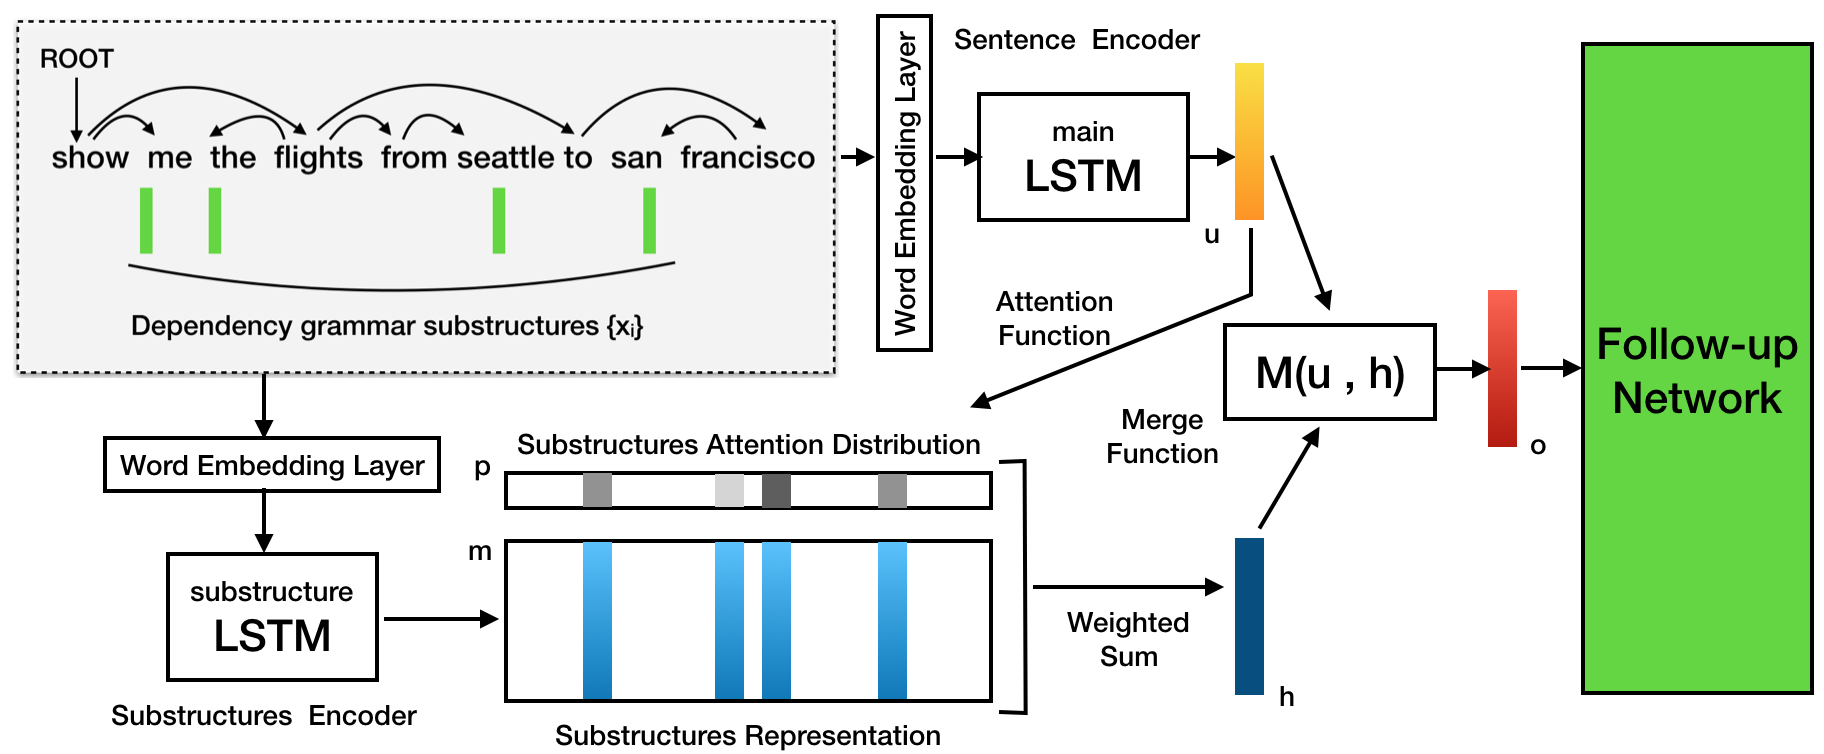 ROOT
show me the flights from seattle to san francisco
Dependency grammar substructures {xᵢ}
Word Embedding Layer
Sentence Encoder
main
LSTM
u
Attention
Function
M(u , h)
Merge
Function
o
Follow-up
Network
Word Embedding Layer
substructure
LSTM
Substructures Encoder
Substructures Attention Distribution
p
m
Substructures Representation
Weighted
Sum
h